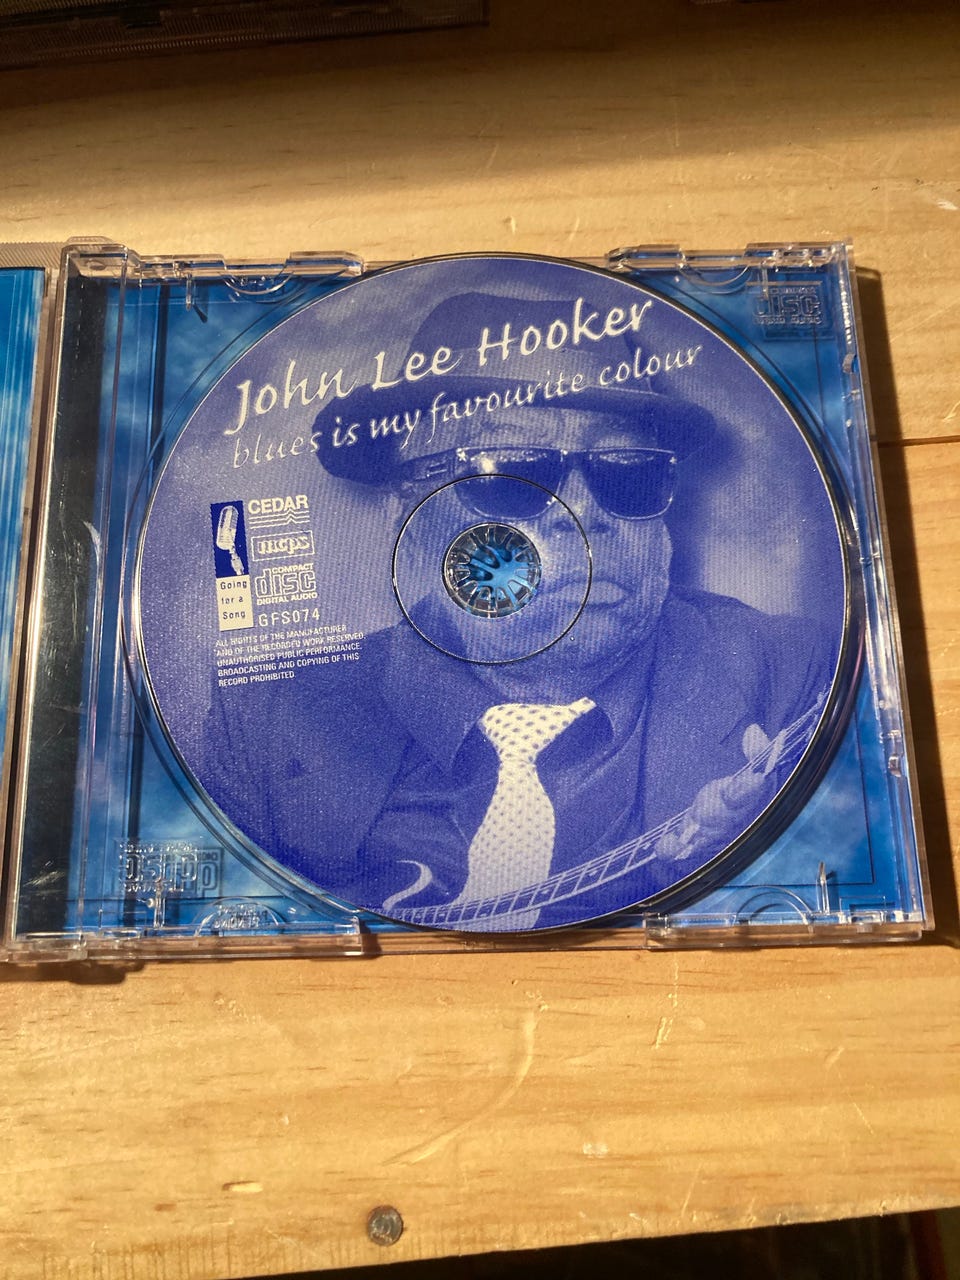 John Lee Hooker
blues is my favourite colour
CEDAR
mcps
COMPACT
disc
DIGITAL AUDIO
Going
for a
Song
GFS074
ALL RIGHTS OF THE MANUFACTURER
AND OF THE RECORDED WORK RESERVED.
UNAUTHORISED PUBLIC PERFORMANCE,
BROADCASTING AND COPYING OF THIS
RECORD PROHIBITED
disc